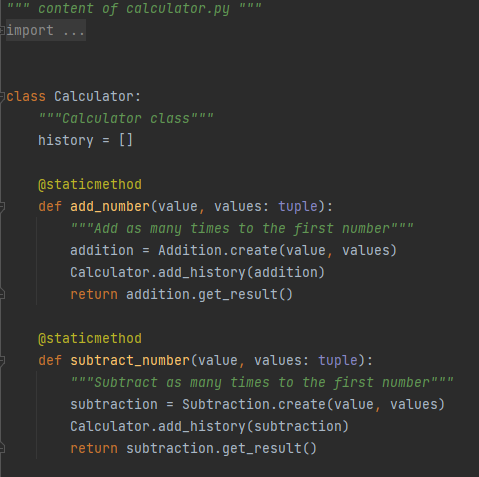 """ content of calculator.py """
import ...
class Calculator:
"""Calculator class"""
history = []
@staticmethod
def add_number(value, values: tuple):
"""Add as many times to the first number"""
addition = Addition.create(value, values)
Calculator.add_history(addition)
return addition.get_result()
@staticmethod
def subtract_number(value, values: tuple):
"""Subtract as many times to the first number"""
subtraction = Subtraction.create(value, values)
Calculator.add_history(subtraction)
return subtraction.get_result()